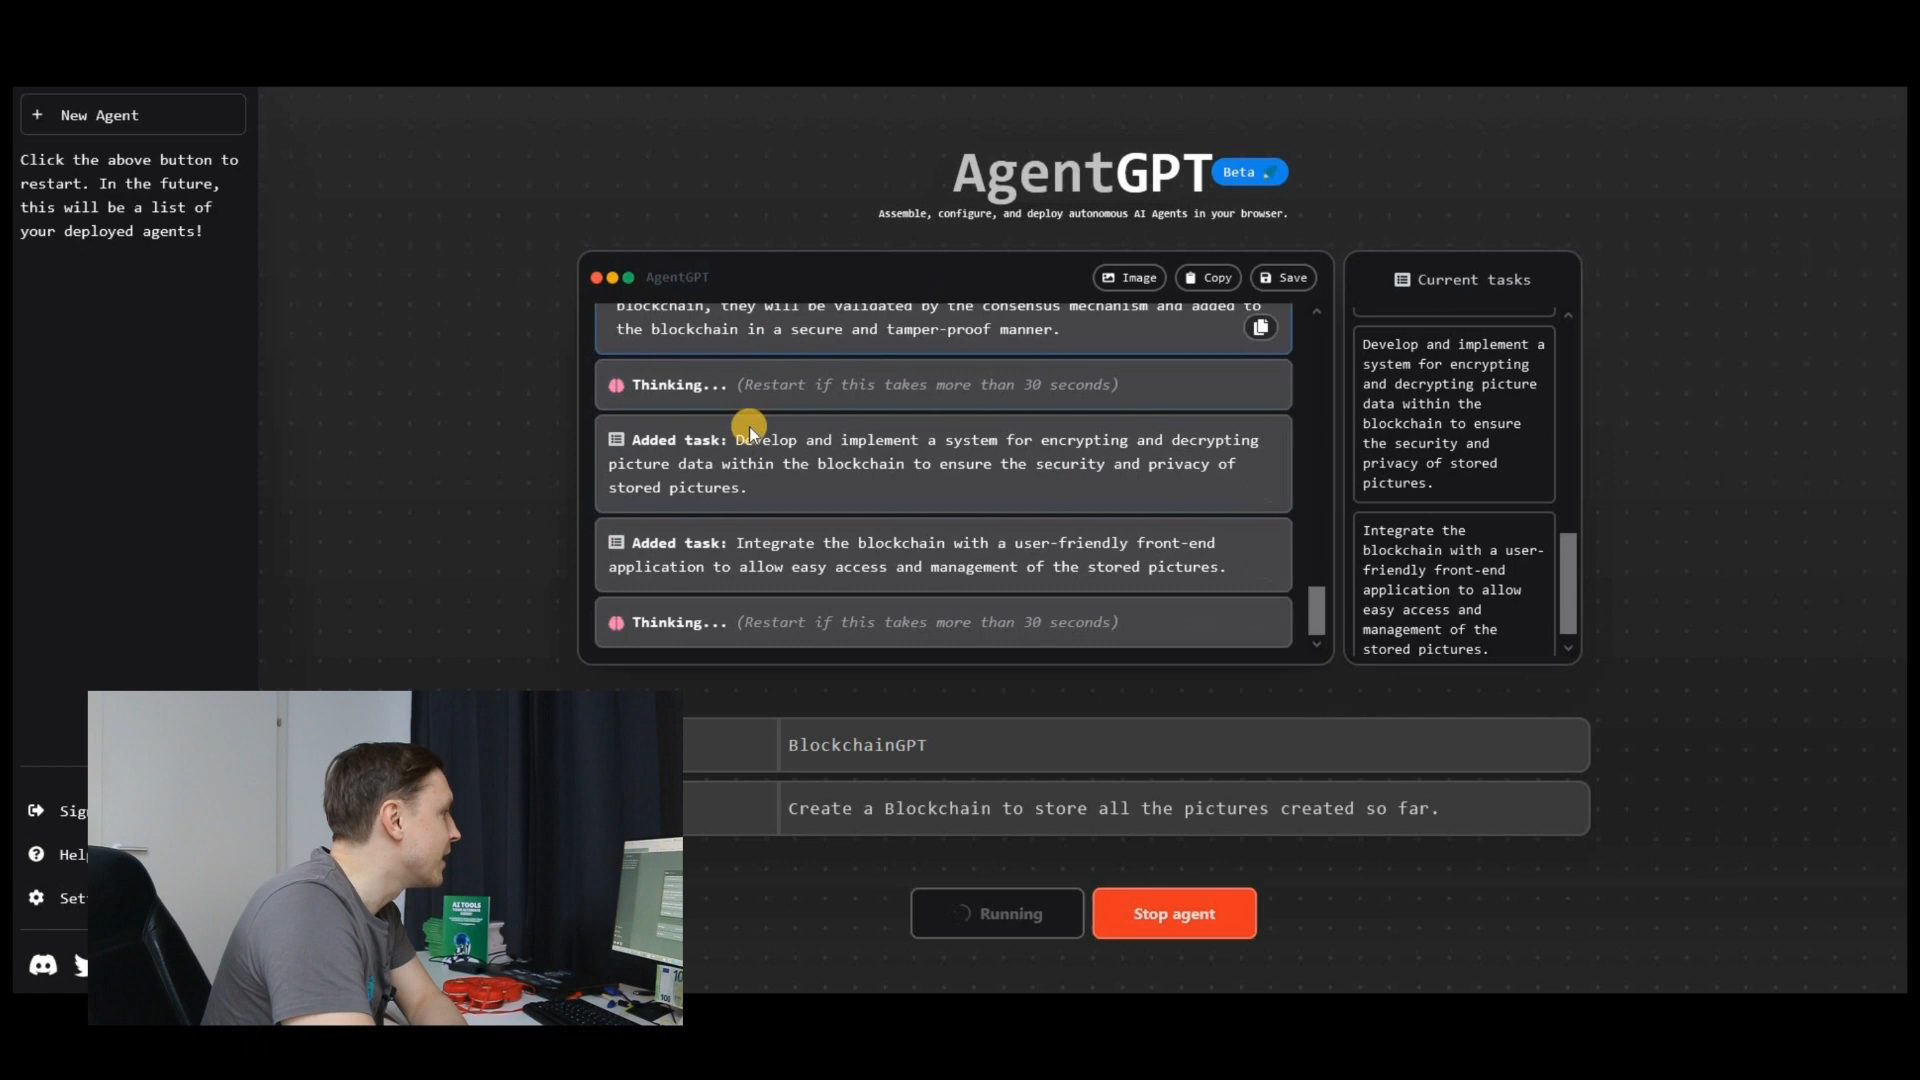 + New Agent
Click the above button to
restart. In the future,
this will be a list of
your deployed agents!
AgentGPT
Beta
Assemble, configure, and deploy autonomous AI Agents in your browser.
AgentGPT
Image
Copy
Save
blockchain, they will be validated by the consensus mechanism and added to
the blockchain in a secure and tamper-proof manner.
Thinking... (Restart if this takes more than 30 seconds)
Added task: Develop and implement a system for encrypting and decrypting
picture data within the blockchain to ensure the security and privacy of
stored pictures.
Added task: Integrate the blockchain with a user-friendly front-end
application to allow easy access and management of the stored pictures.
Thinking... (Restart if this takes more than 30 seconds)
Current tasks
Develop and implement a
system for encrypting
and decrypting picture
data within the
blockchain to ensure
the security and
privacy of stored
pictures.
Integrate the
blockchain with a user-
friendly front-end
application to allow
easy access and
management of the
stored pictures.
BlockchainGPT
Create a Blockchain to store all the pictures created so far.
Running
Stop agent
Sig
Hel
Set
AI TOOLS
100